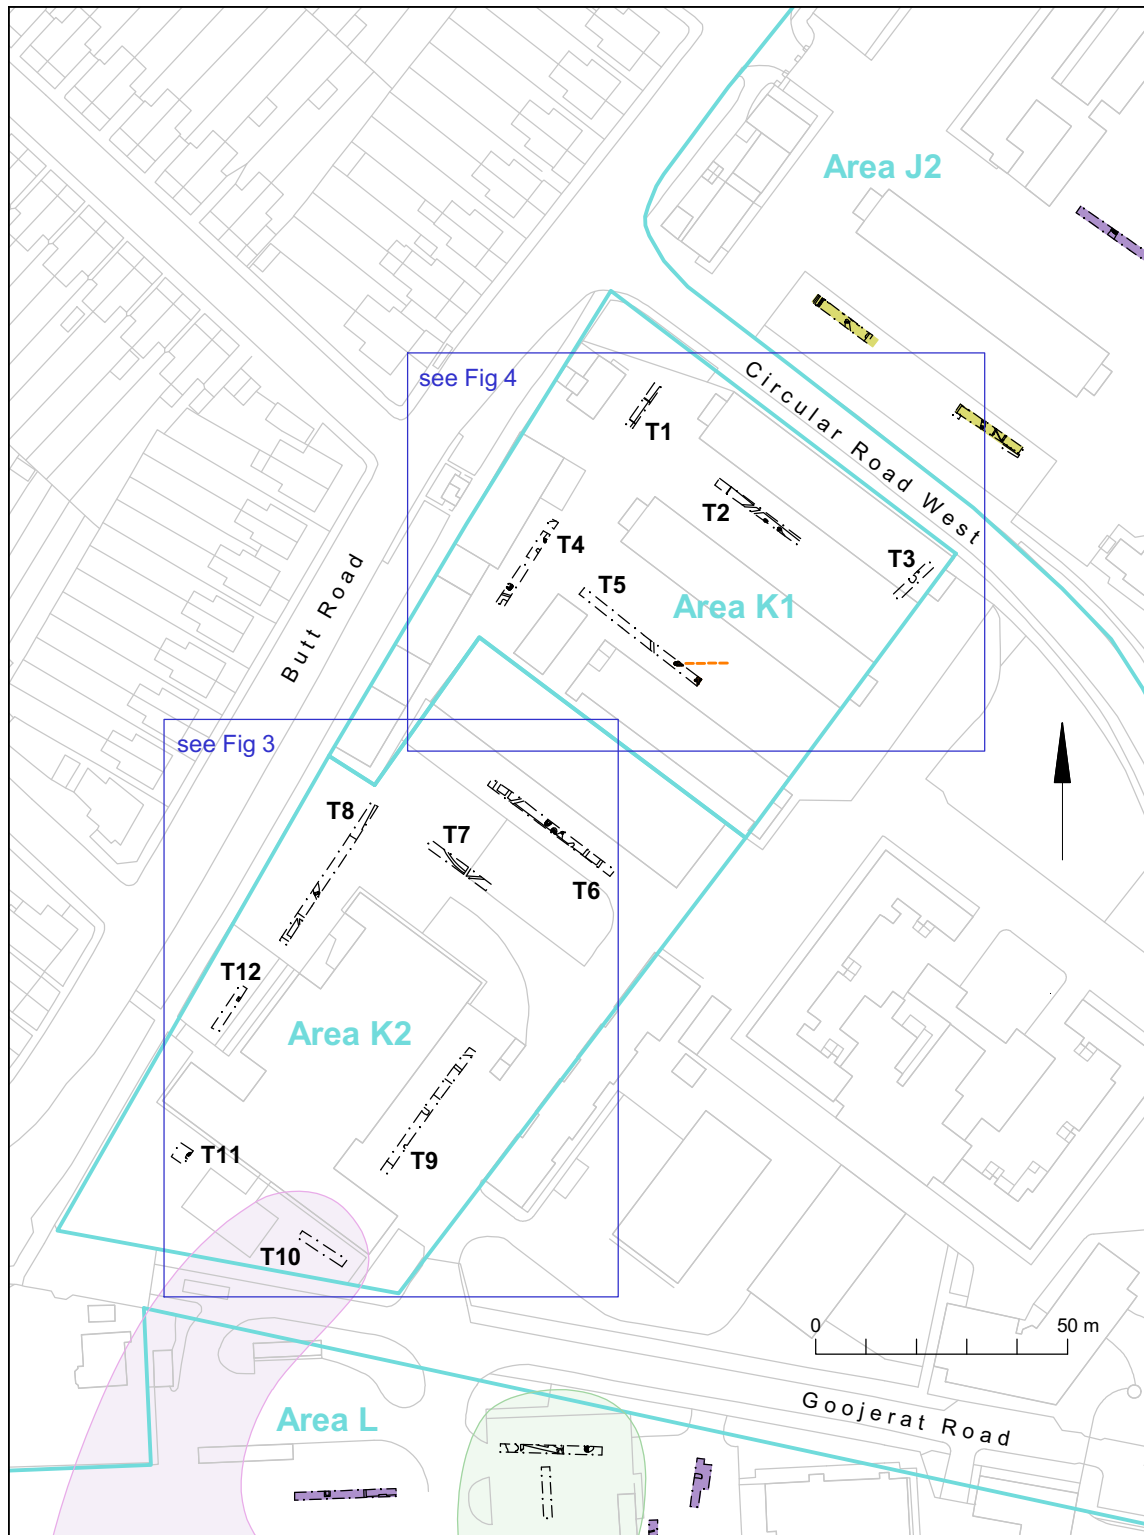 Area J2
see Fig 4
Circular Road West
T1
T2
T3
T4
T5
Area K1
Butt Road
see Fig 3
T8
T7
T6
T12
Area K2
T9
T11
T10
0 50 m
Goojerat Road
Area L